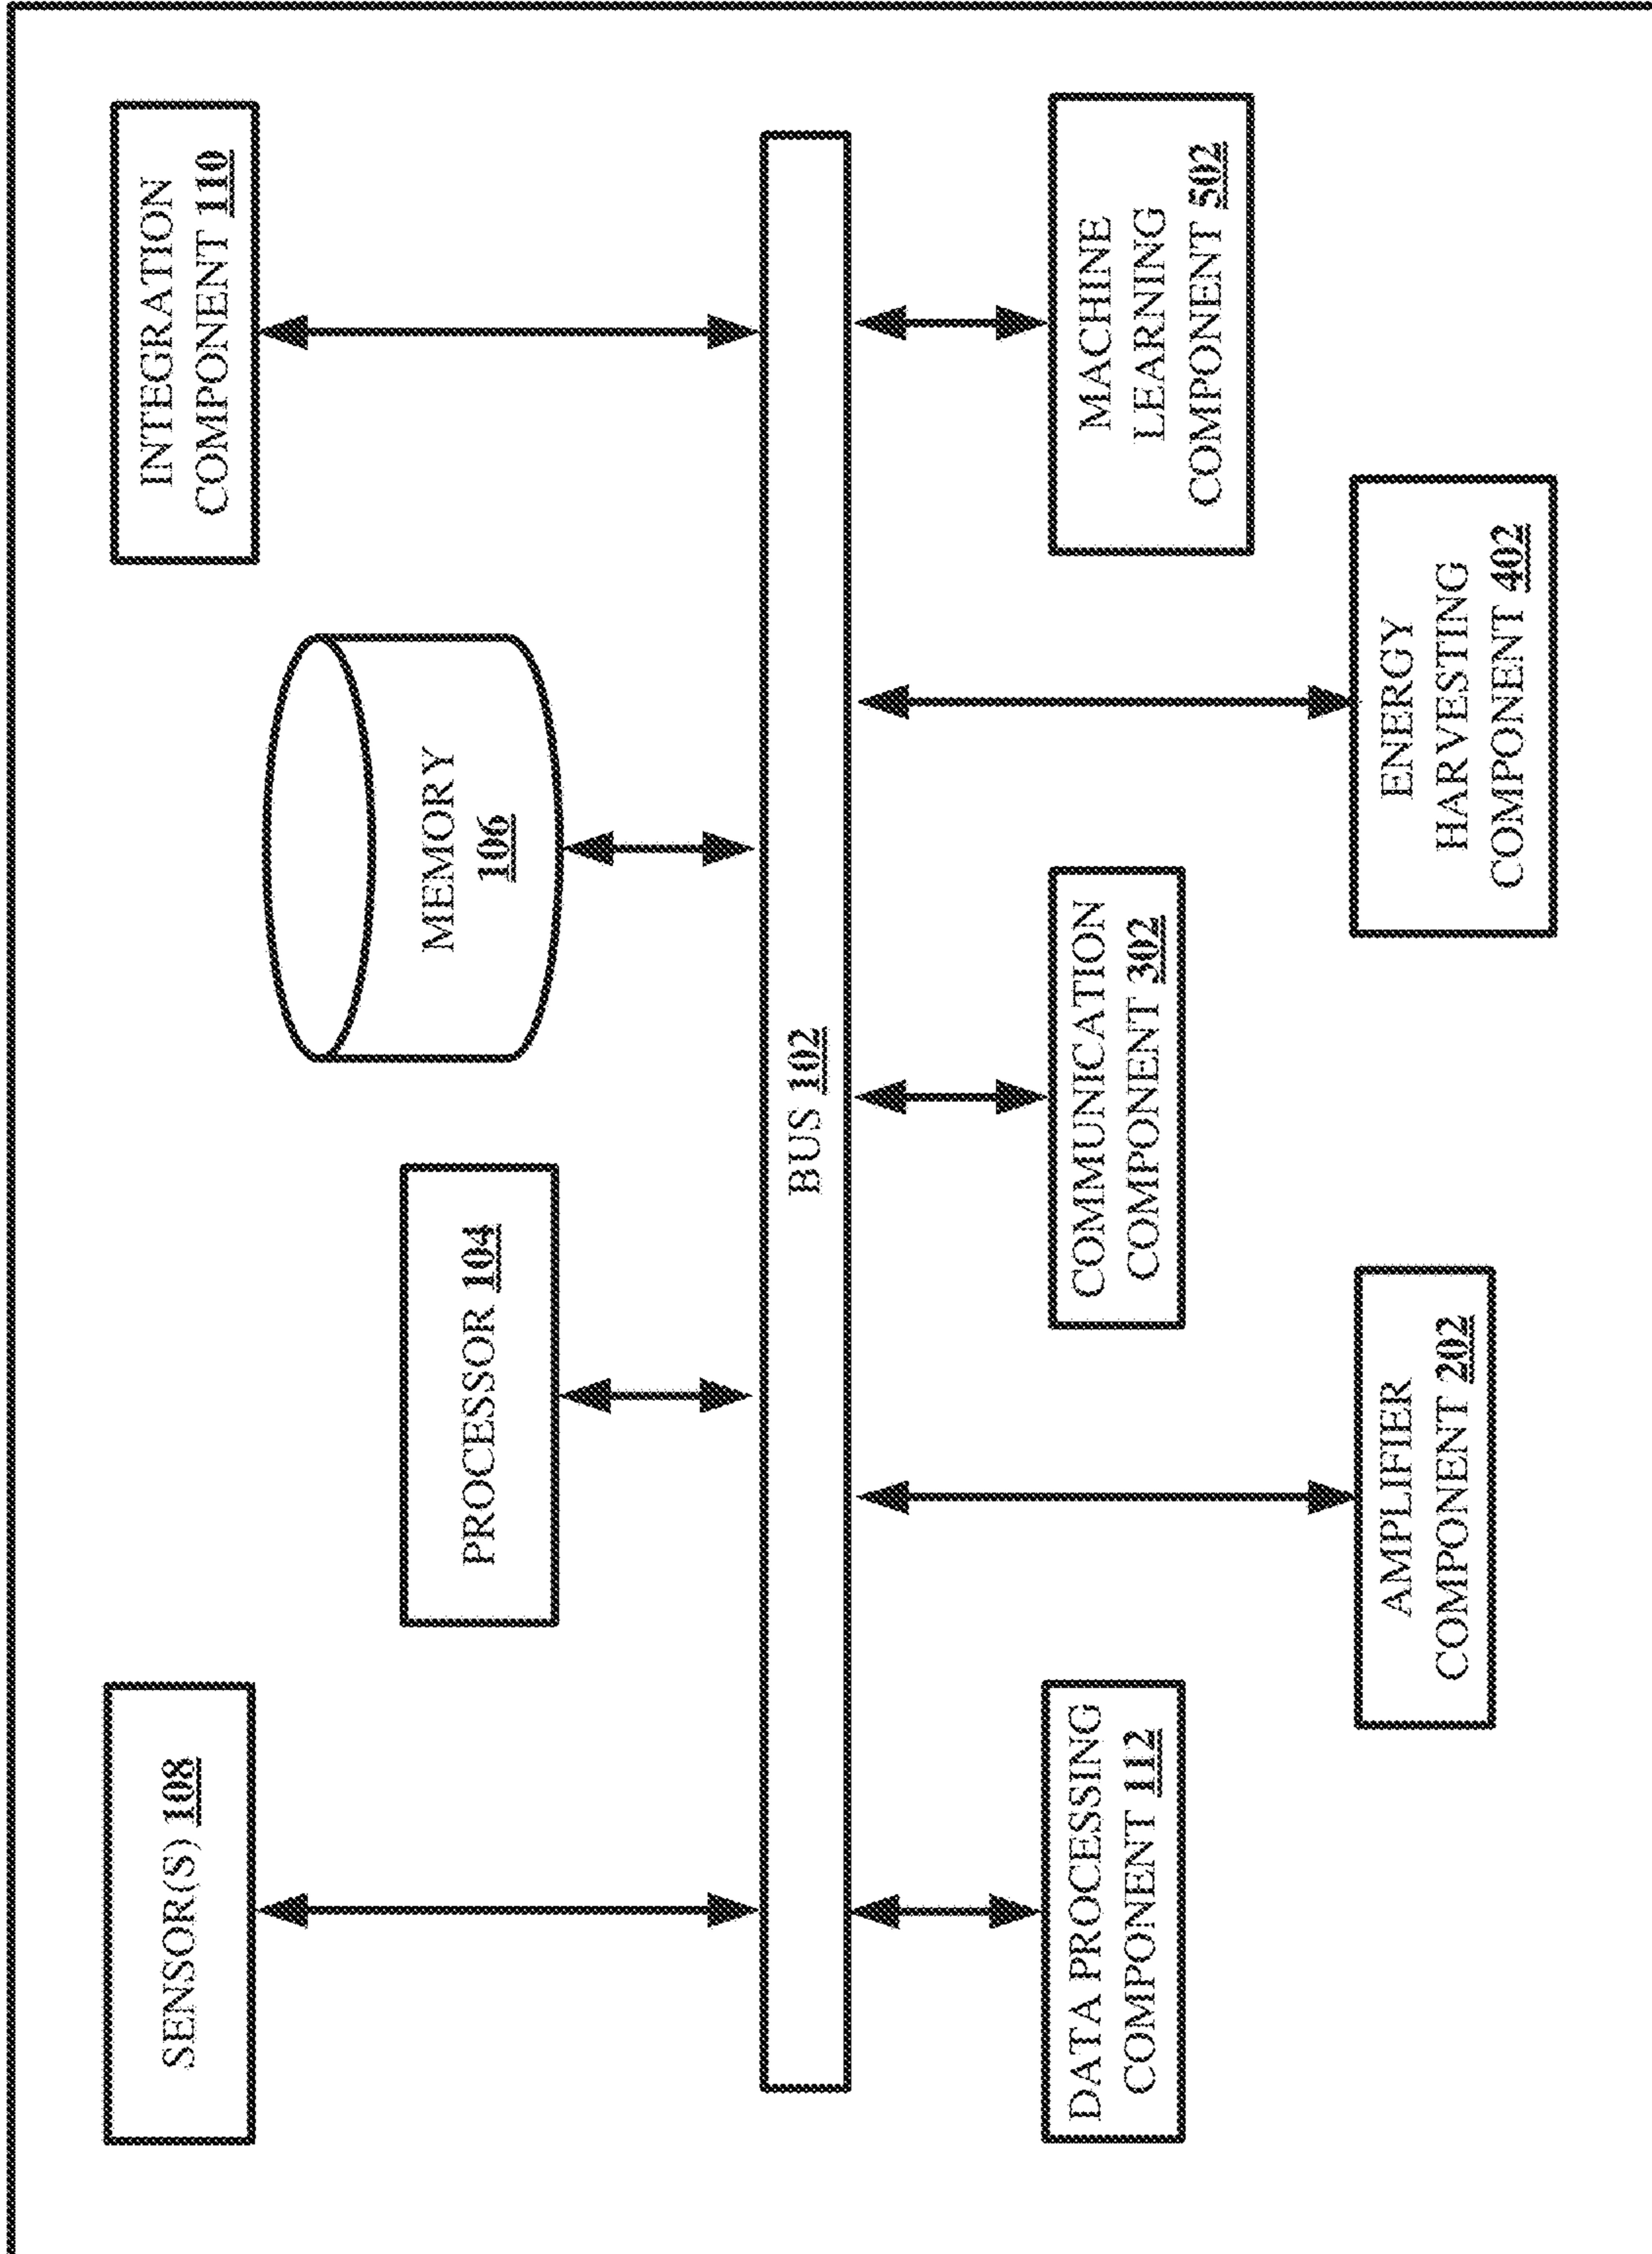 SENSOR(S) 108
PROCESSOR 104
MEMORY
106
INTEGRATION
COMPONENT 110
BUS 102
DATA PROCESSING
COMPONENT 112
AMPLIFIER
COMPONENT 202
COMMUNICATION
COMPONENT 302
ENERGY
HARVESTING
COMPONENT 402
MACHINE
LEARNING
COMPONENT 502